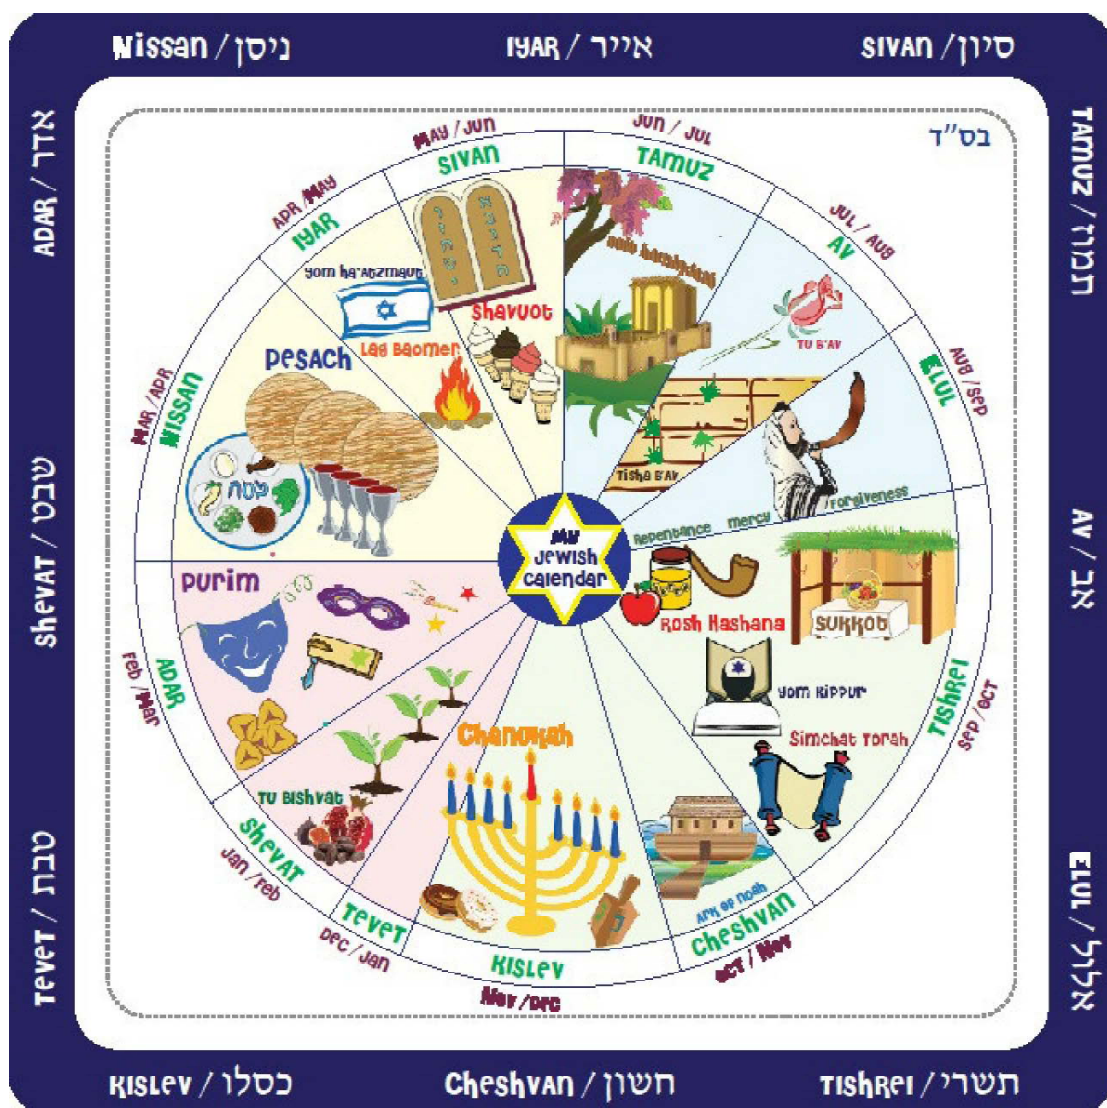 Nissan / ניסן
IYAR / אייר
SIVAN / סיון
TAMUZ / תמוז
AV / אב
ELUL / אלול
TISHREI / תשרי
CHESHVAN / חשון
KISLEV / כסלו
TEVET / טבת
SHEVAT / שבט
ADAR / אדר
בס"ד
JUN / JUL
TAMUZ
JUL / AUG
AV
TU B'AV
TISHA B'AV
AUG / SEP
ELUL
Repentance Mercy Forgiveness
ROSH HASHANA
SUKKOT
YOM KIPPUR
SIMCHAT TORAH
TISHREI
SEP / OCT
ARK OF NOAH
CHESHVAN
OCT / NOV
CHANUKAH
KISLEV
NOV / DEC
TEVET
DEC / JAN
TU BISHVAT
SHEVAT
JAN / FEB
PURIM
ADAR
FEB / MAR
PESACH
פסח
NISSAN
MAR / APR
YOM HA'ATZMAUT
LAG BAOMER
IYAR
APR / MAY
SHAVUOT
SIVAN
MAY / JUN
MY
JEWISH
CALENDAR